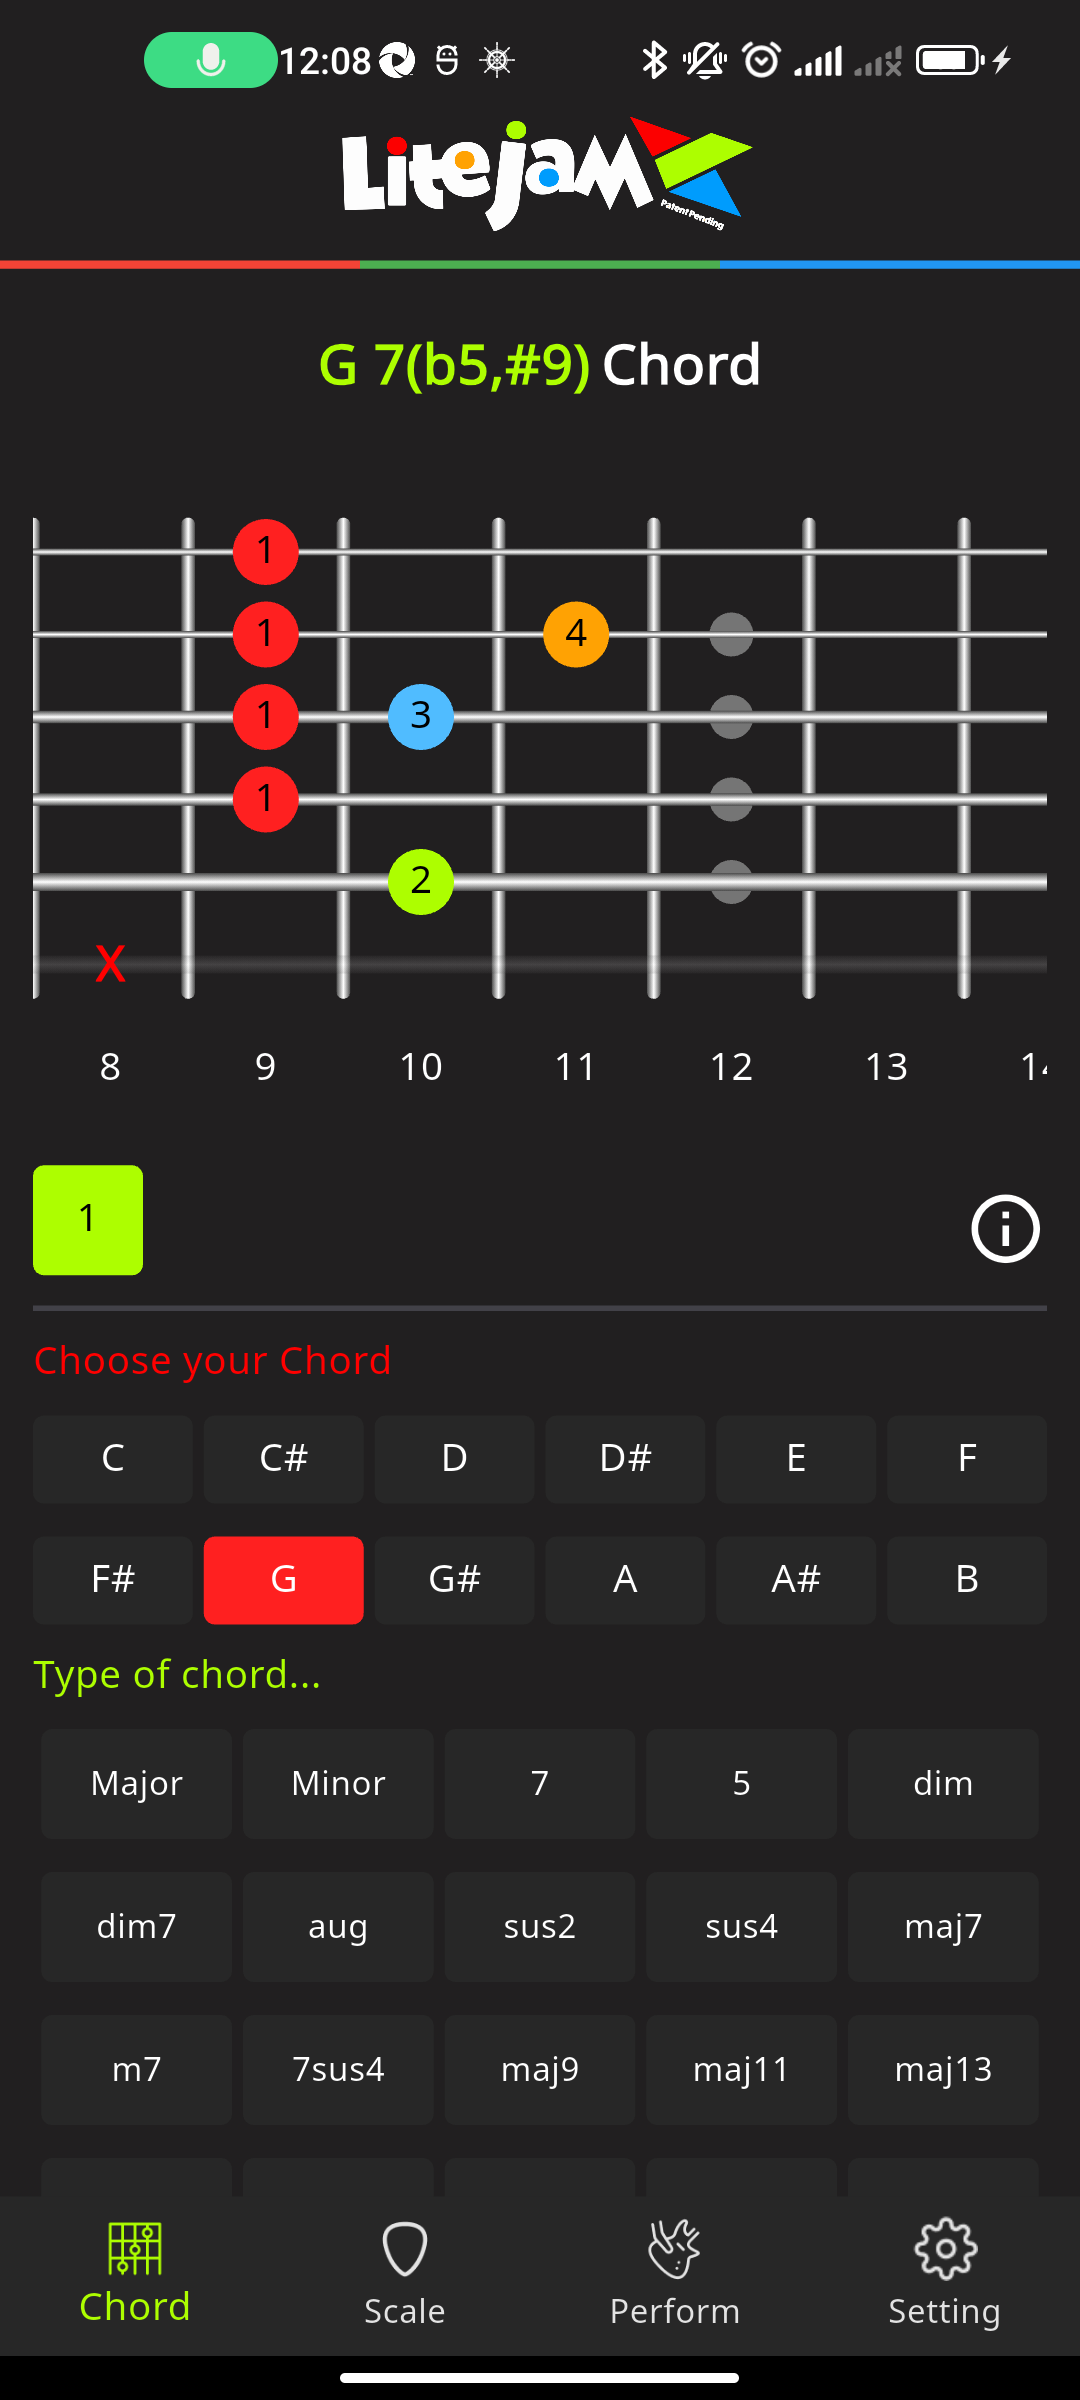 12:08
LiteJam
Patent Pending
G 7(b5,#9) Chord
1
1 4
1 3
1
2
X
8 9 10 11 12 13 14
1
Choose your Chord
C C# D D# E F
F# G G# A A# B
Type of chord...
Major Minor 7 5 dim
dim7 aug sus2 sus4 maj7
m7 7sus4 maj9 maj11 maj13
Chord Scale Perform Setting